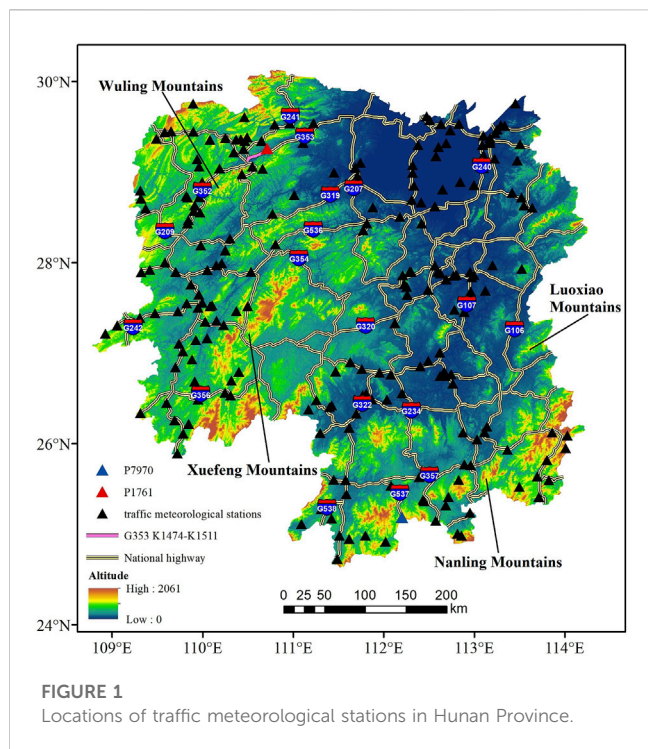 30°N
28°N
26°N
24°N
109°E
110°E
111°E
112°E
113°E
114°E
Wuling Mountains
Luoxiao
Mountains
Xuefeng Mountains
Nanling Mountains
G241
G353
G240
G352
G207
G319
G209
G536
G354
G107
G242
G320
G106
G356
G322
G234
G357
G537
G538
P7970
P1761
traffic meteorological stations
G353 K1474-K1511
National highway
Altitude
High : 2061
Low : 0
0 25 50 100 150 200
km
FIGURE 1
Locations of traffic meteorological stations in Hunan Province.